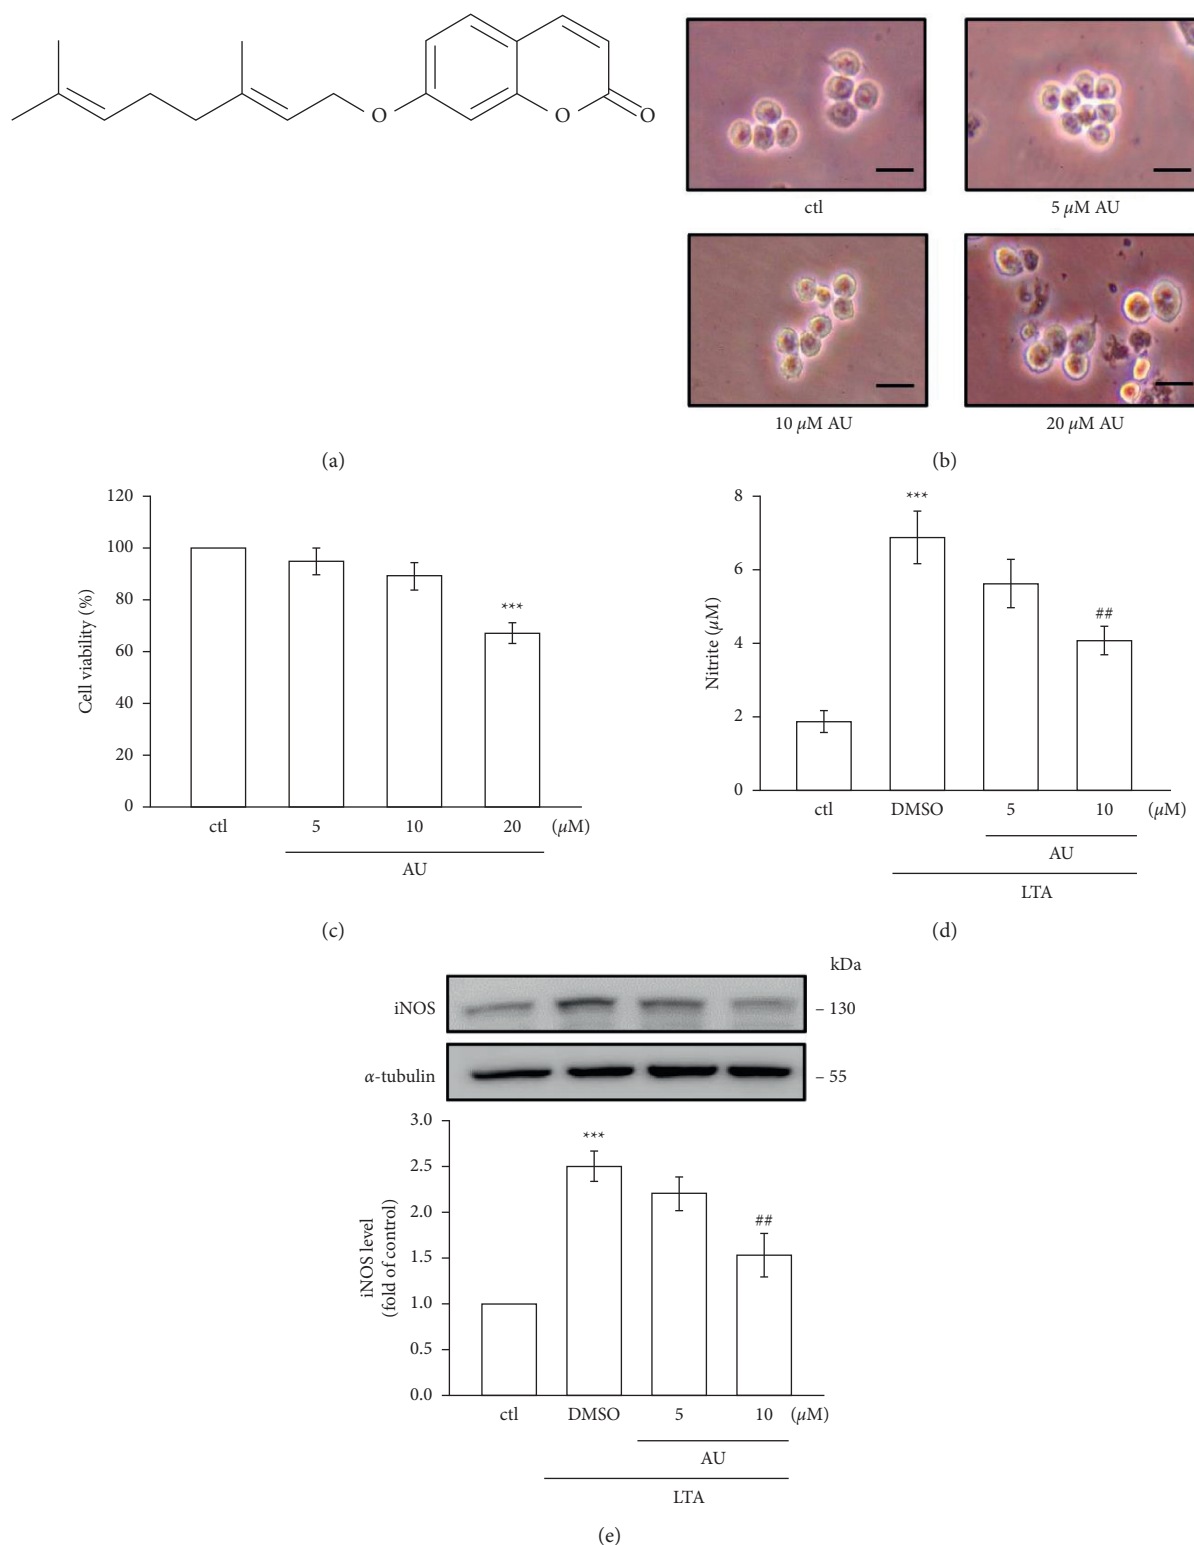 O
O
O
ctl
5 μM AU
10 μM AU
20 μM AU
(a)
(b)
120
100
80
60
40
20
0
Cell viability (%)
***
ctl
5
10
20
(μM)
AU
(c)
8
6
4
2
0
Nitrite (μM)
***
##
ctl
DMSO
5
10
(μM)
AU
LTA
(d)
kDa
iNOS
– 130
α-tubulin
– 55
3.0
2.5
2.0
1.5
1.0
0.5
0.0
iNOS level
(fold of control)
***
##
ctl
DMSO
5
10
(μM)
AU
LTA
(e)